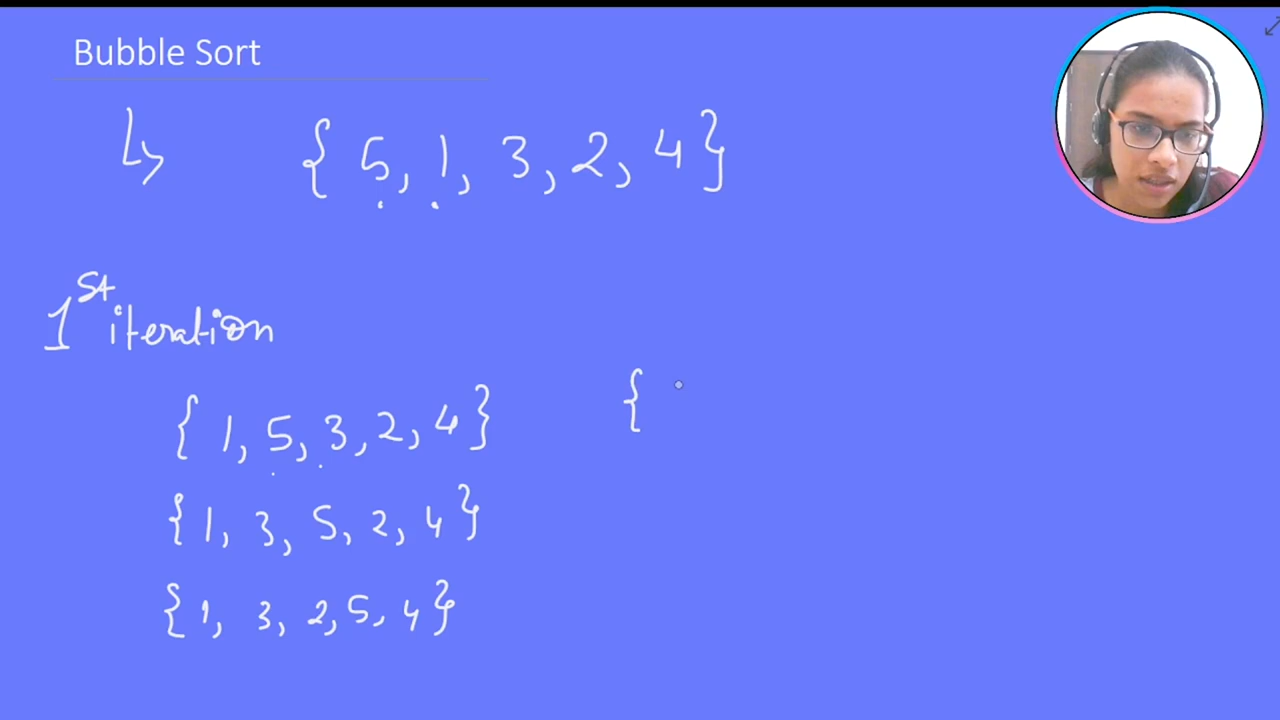 Bubble Sort
{ 5, 1, 3, 2, 4 }
1st iteration
{ 1, 5, 3, 2, 4 }
{
{ 1, 3, 5, 2, 4 }
{ 1, 3, 2, 5, 4 }